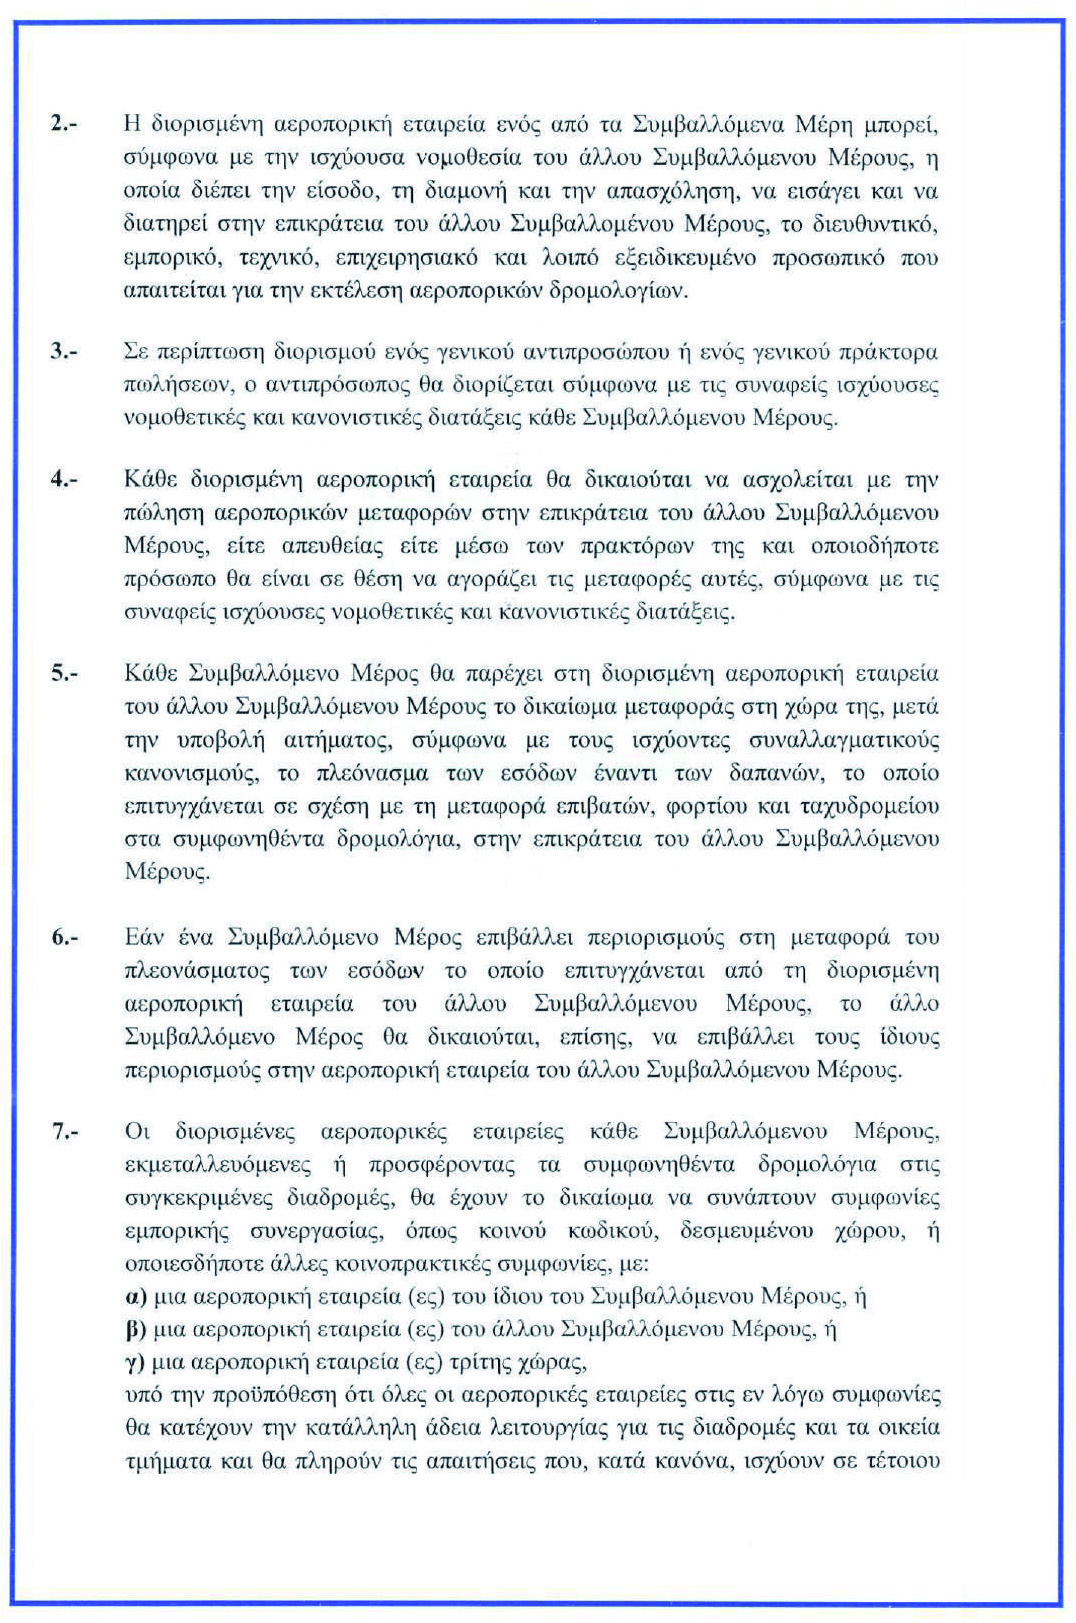 2.- Η διορισμένη αεροπορική εταιρεία ενός από τα Συμβαλλόμενα Μέρη μπορεί,
σύμφωνα με την ισχύουσα νομοθεσία του άλλου Συμβαλλόμενου Μέρους, η
οποία διέπει την είσοδο, τη διαμονή και την απασχόληση, να εισάγει και να
διατηρεί στην επικράτεια του άλλου Συμβαλλομένου Μέρους, το διευθυντικό,
εμπορικό, τεχνικό, επιχειρησιακό και λοιπό εξειδικευμένο προσωπικό που
απαιτείται για την εκτέλεση αεροπορικών δρομολογίων.
3.- Σε περίπτωση διορισμού ενός γενικού αντιπροσώπου ή ενός γενικού πράκτορα
πωλήσεων, ο αντιπρόσωπος θα διορίζεται σύμφωνα με τις συναφείς ισχύουσες
νομοθετικές και κανονιστικές διατάξεις κάθε Συμβαλλόμενου Μέρους.
4.- Κάθε διορισμένη αεροπορική εταιρεία θα δικαιούται να ασχολείται με την
πώληση αεροπορικών μεταφορών στην επικράτεια του άλλου Συμβαλλόμενου
Μέρους, είτε απευθείας είτε μέσω των πρακτόρων της και οποιοδήποτε
πρόσωπο θα είναι σε θέση να αγοράζει τις μεταφορές αυτές, σύμφωνα με τις
συναφείς ισχύουσες νομοθετικές και κανονιστικές διατάξεις.
5.- Κάθε Συμβαλλόμενο Μέρος θα παρέχει στη διορισμένη αεροπορική εταιρεία
του άλλου Συμβαλλόμενου Μέρους το δικαίωμα μεταφοράς στη χώρα της, μετά
την υποβολή αιτήματος, σύμφωνα με τους ισχύοντες συναλλαγματικούς
κανονισμούς, το πλεόνασμα των εσόδων έναντι των δαπανών, το οποίο
επιτυγχάνεται σε σχέση με τη μεταφορά επιβατών, φορτίου και ταχυδρομείου
στα συμφωνηθέντα δρομολόγια, στην επικράτεια του άλλου Συμβαλλόμενου
Μέρους.
6.- Εάν ένα Συμβαλλόμενο Μέρος επιβάλλει περιορισμούς στη μεταφορά του
πλεονάσματος των εσόδων το οποίο επιτυγχάνεται από τη διορισμένη
αεροπορική εταιρεία του άλλου Συμβαλλόμενου Μέρους, το άλλο
Συμβαλλόμενο Μέρος θα δικαιούται, επίσης, να επιβάλλει τους ίδιους
περιορισμούς στην αεροπορική εταιρεία του άλλου Συμβαλλόμενου Μέρους.
7.- Οι διορισμένες αεροπορικές εταιρείες κάθε Συμβαλλόμενου Μέρους,
εκμεταλλευόμενες ή προσφέροντας τα συμφωνηθέντα δρομολόγια στις
συγκεκριμένες διαδρομές, θα έχουν το δικαίωμα να συνάπτουν συμφωνίες
εμπορικής συνεργασίας, όπως κοινού κωδικού, δεσμευμένου χώρου, ή
οποιεσδήποτε άλλες κοινοπρακτικές συμφωνίες, με:
α) μια αεροπορική εταιρεία (ες) του ίδιου του Συμβαλλόμενου Μέρους, ή
β) μια αεροπορική εταιρεία (ες) του άλλου Συμβαλλόμενου Μέρους, ή
γ) μια αεροπορική εταιρεία (ες) τρίτης χώρας,
υπό την προϋπόθεση ότι όλες οι αεροπορικές εταιρείες στις εν λόγω συμφωνίες
θα κατέχουν την κατάλληλη άδεια λειτουργίας για τις διαδρομές και τα οικεία
τμήματα και θα πληρούν τις απαιτήσεις που, κατά κανόνα, ισχύουν σε τέτοιου